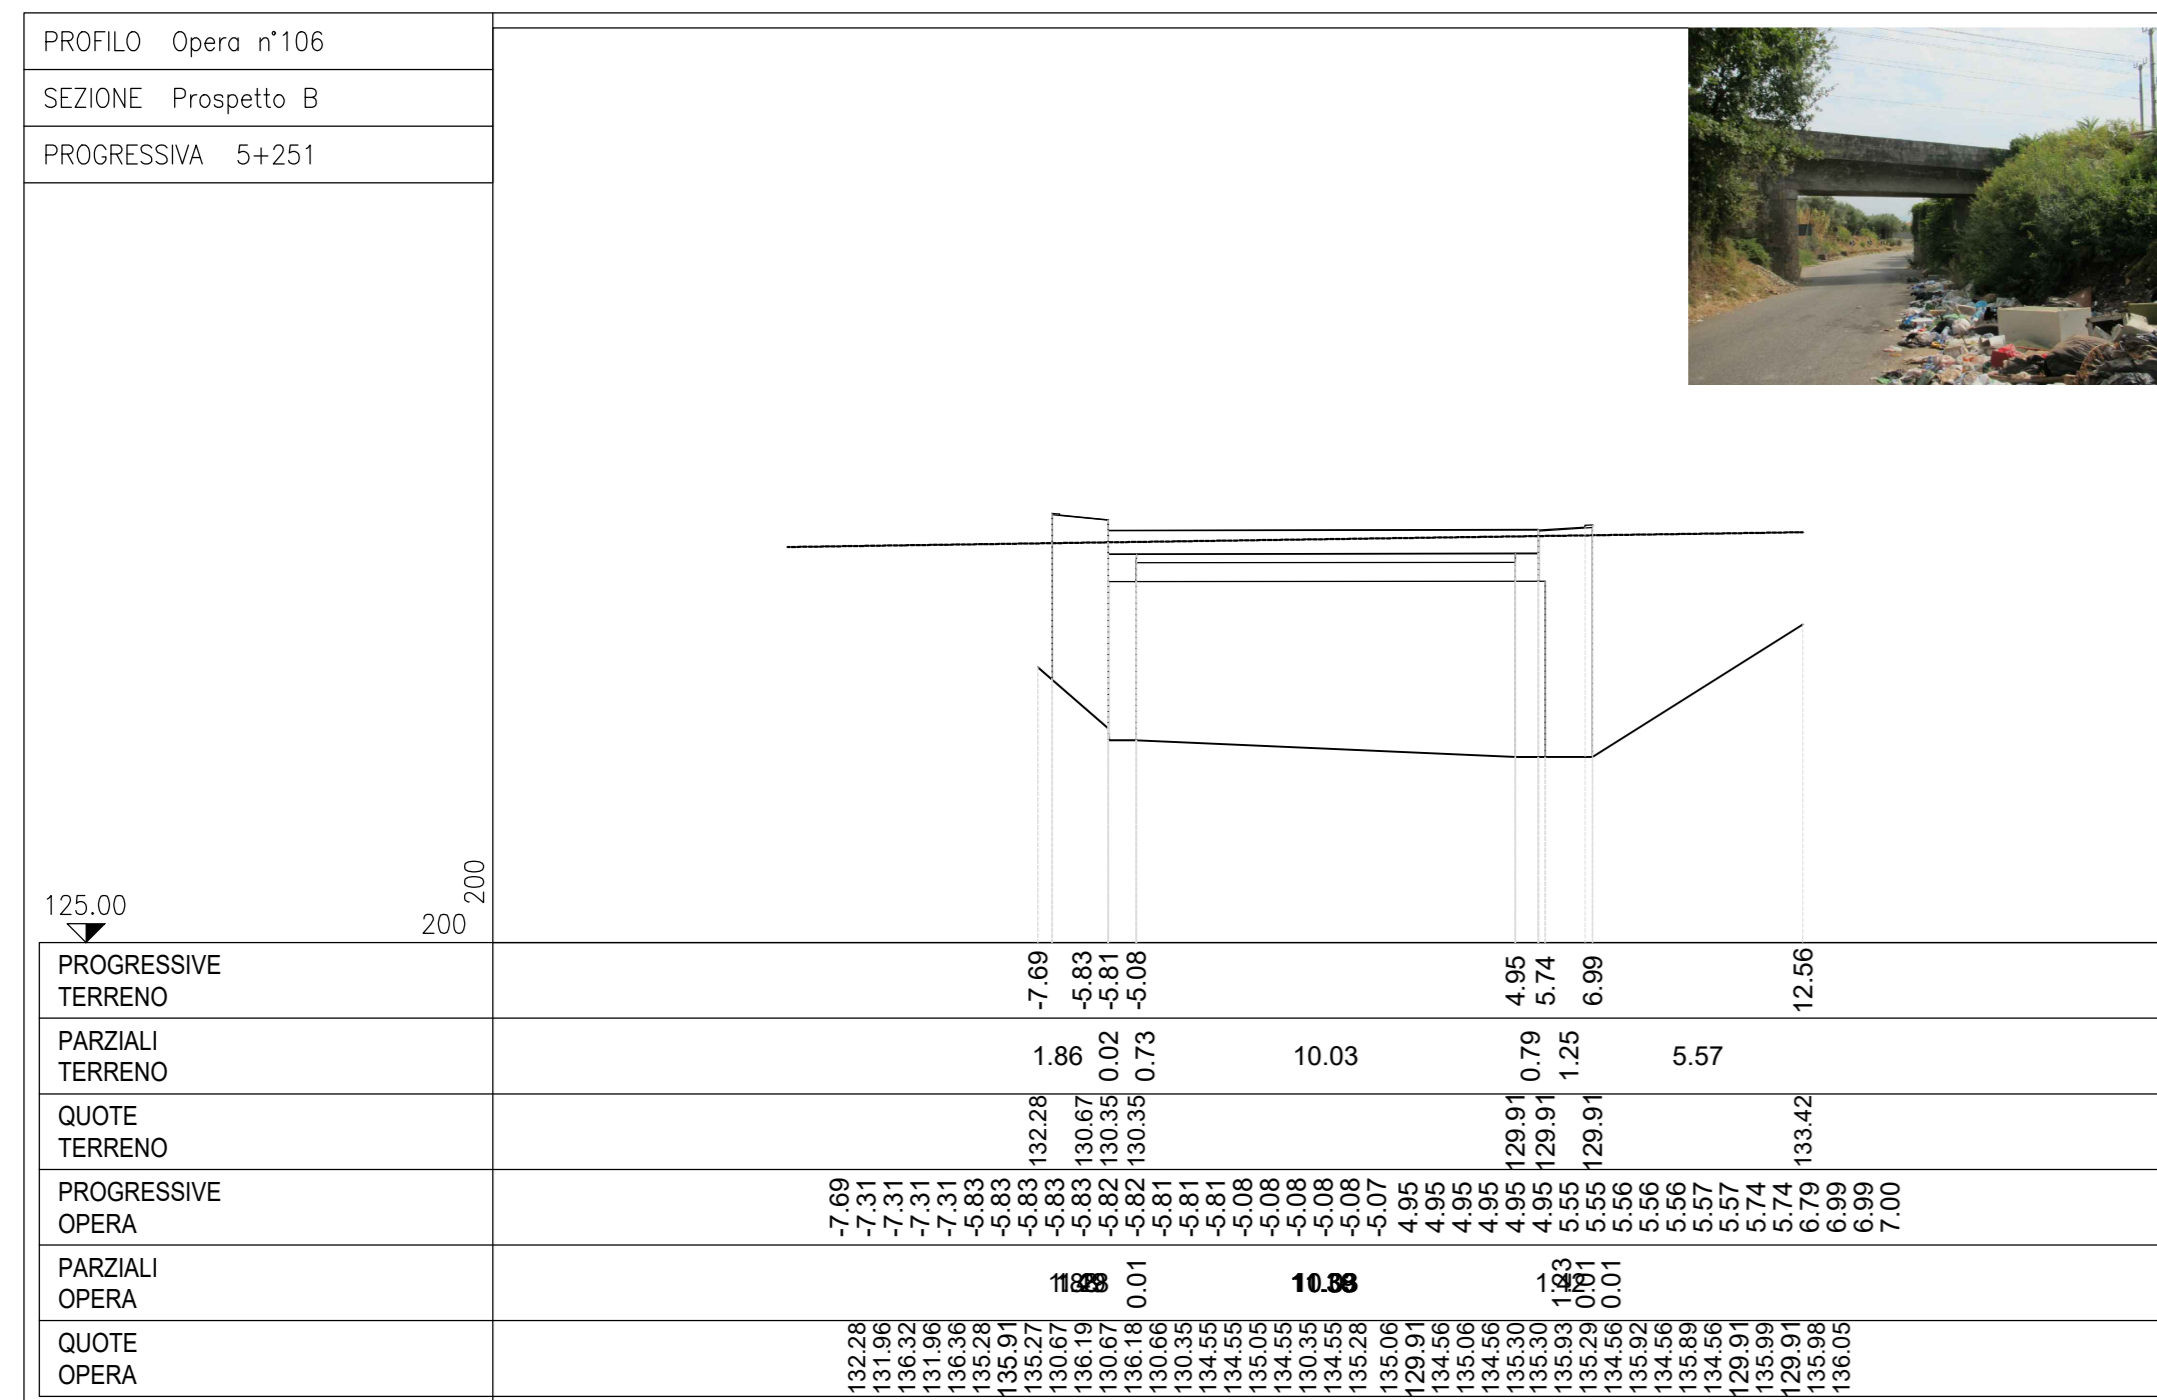 PROFILO Opera n°106
SEZIONE Prospetto B
PROGRESSIVA 5+251
200
125.00
200
PROGRESSIVE
TERRENO
-7.69 -5.83 -5.81 -5.08 4.95 5.74 6.99 12.56
PARZIALI
TERRENO
1.86 0.02 0.73 10.03 0.79 1.25 5.57
QUOTE
TERRENO
132.28 130.67 130.35 130.35 129.91 129.91 129.91 133.42
PROGRESSIVE
OPERA
-7.69 -7.31 -7.31 -7.31 -7.31 -5.83 -5.83 -5.83 -5.83 -5.83 -5.82 -5.82 -5.81 -5.81 -5.81 -5.08 -5.08 -5.08 -5.08 -5.08 -5.07 4.95 4.95 4.95 4.95 4.95 4.95 5.55 5.55 5.56 5.56 5.56 5.57 5.57 5.74 5.74 6.79 6.99 6.99 7.00
PARZIALI
OPERA
0.01 0.01 0.01
QUOTE
OPERA
132.28 131.96 136.32 131.96 136.36 135.28 135.91 135.27 130.67 136.19 130.67 136.18 130.66 130.35 134.55 134.55 135.05 134.55 130.35 134.55 135.28 135.06 129.91 134.56 135.06 134.56 135.30 135.30 135.93 135.29 134.56 135.92 134.56 135.89 134.56 129.91 135.99 129.91 135.98 136.05